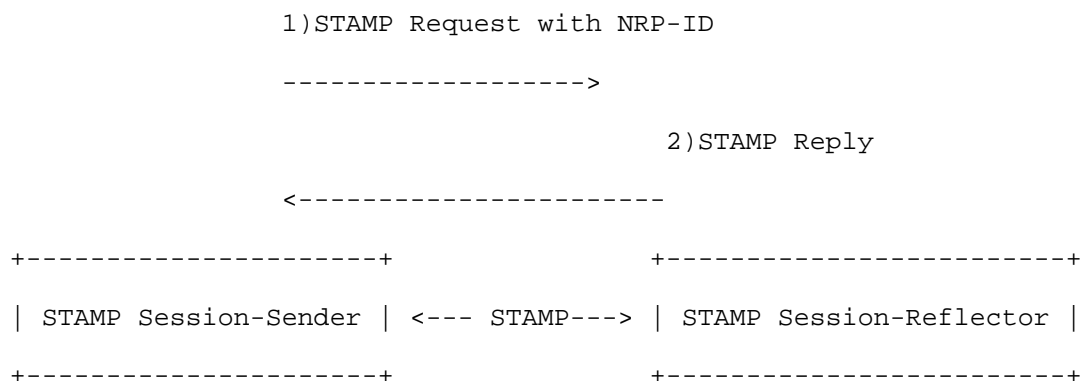 1)STAMP Request with NRP-ID
------------------->
2)STAMP Reply
<-----------------------
+----------------------+ +-------------------------+
| STAMP Session-Sender | <--- STAMP---> | STAMP Session-Reflector |
+----------------------+ +-------------------------+